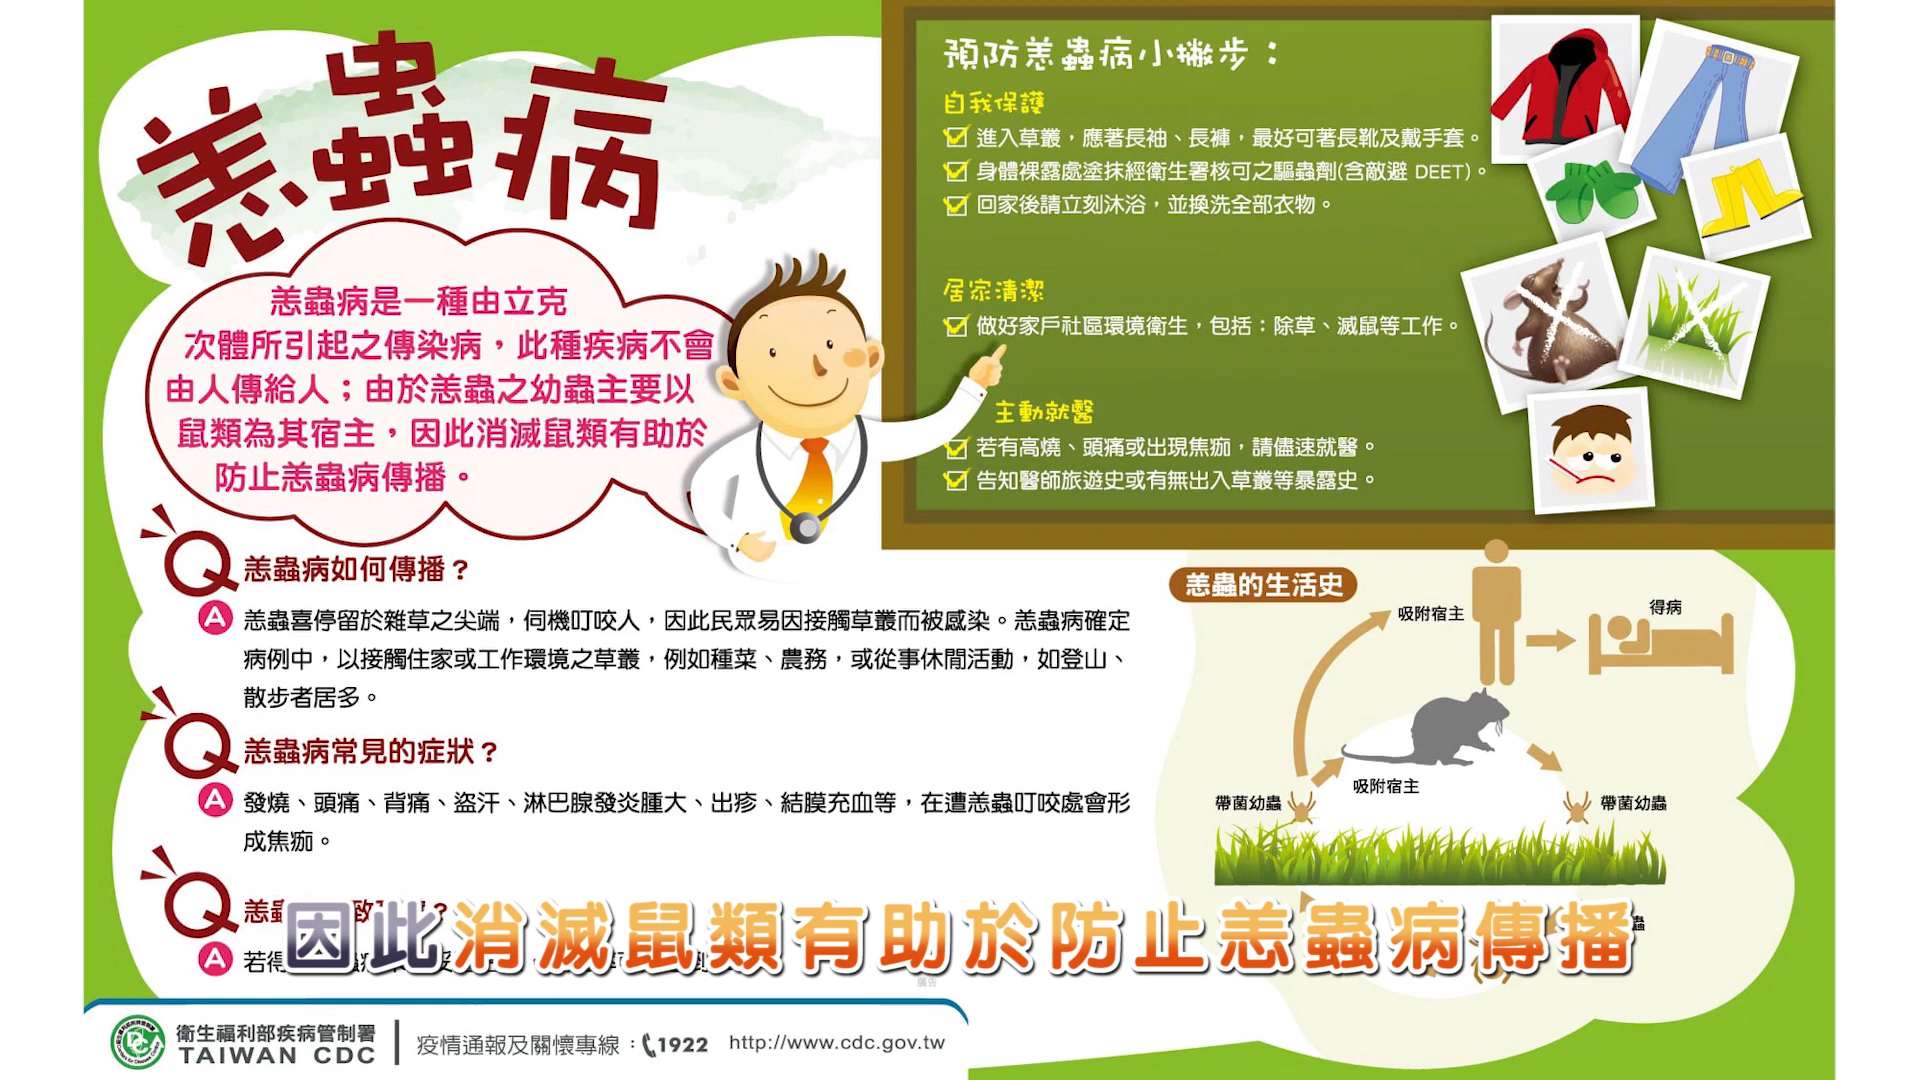 恙蟲病
恙蟲病是一種由立克
次體所引起之傳染病，此種疾病不會
由人傳給人；由於恙蟲之幼蟲主要以
鼠類為其宿主，因此消滅鼠類有助於
防止恙蟲病傳播。
預防恙蟲病小撇步：
自我保護
進入草叢，應著長袖、長褲，最好可著長靴及戴手套。
身體裸露處塗抹經衛生署核可之驅蟲劑(含敵避 DEET)。
回家後請立刻沐浴，並換洗全部衣物。
居家清潔
做好家戶社區環境衛生，包括：除草、滅鼠等工作。
主動就醫
若有高燒、頭痛或出現焦痂，請儘速就醫。
告知醫師旅遊史或有無出入草叢等暴露史。
Q 恙蟲病如何傳播？
A 恙蟲喜停留於雜草之尖端，伺機叮咬人，因此民眾易因接觸草叢而被感染。恙蟲病確定
病例中，以接觸住家或工作環境之草叢，例如種菜、農務，或從事休閒活動，如登山、
散步者居多。
Q 恙蟲病常見的症狀？
A 發燒、頭痛、背痛、盜汗、淋巴腺發炎腫大、出疹、結膜充血等，在遭恙蟲叮咬處會形
成焦痂。
Q 恙
A 若得
恙蟲的生活史
吸附宿主
得病
吸附宿主
帶菌幼蟲
帶菌幼蟲
蟲
因此消滅鼠類有助於防止恙蟲病傳播
廣告
衛生福利部疾病管制署
TAIWAN CDC
疫情通報及關懷專線：1922
http://www.cdc.gov.tw